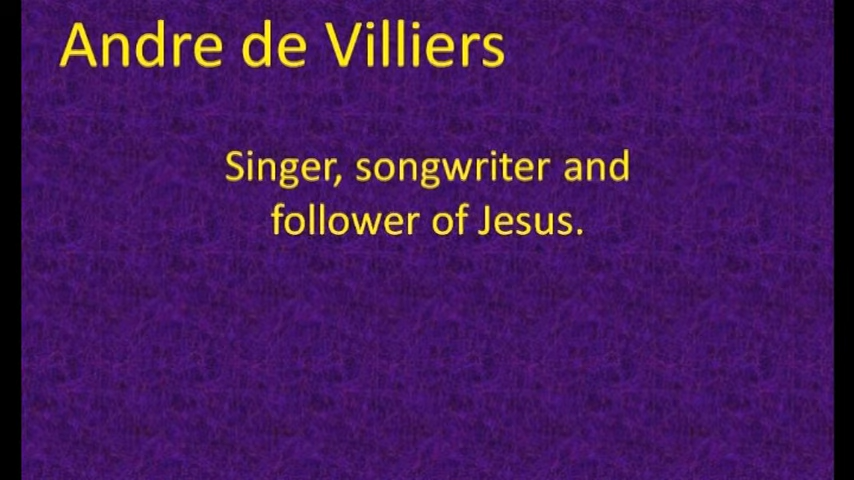 Andre de Villiers
Singer, songwriter and
follower of Jesus.